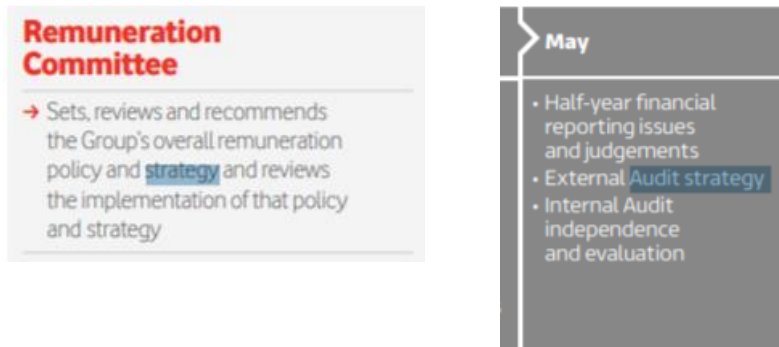 Remuneration
Committee
→ Sets, reviews and recommends
the Group's overall remuneration
policy and strategy and reviews
the implementation of that policy
and strategy
May
• Half-year financial
reporting issues
and judgements
• External Audit strategy
• Internal Audit
independence
and evaluation